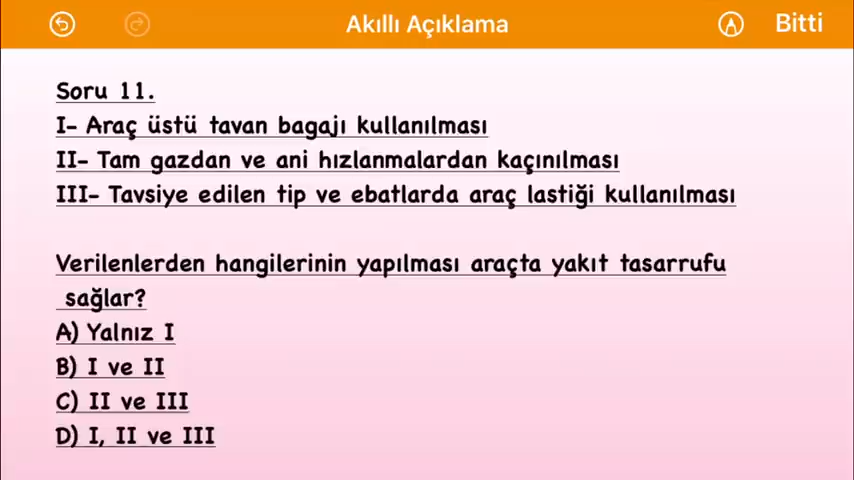 Akıllı Açıklama
Bitti
Soru 11.
I- Araç üstü tavan bagajı kullanılması
II- Tam gazdan ve ani hızlanmalardan kaçınılması
III- Tavsiye edilen tip ve ebatlarda araç lastiği kullanılması
Verilenlerden hangilerinin yapılması araçta yakıt tasarrufu
sağlar?
A) Yalnız I
B) I ve II
C) II ve III
D) I, II ve III